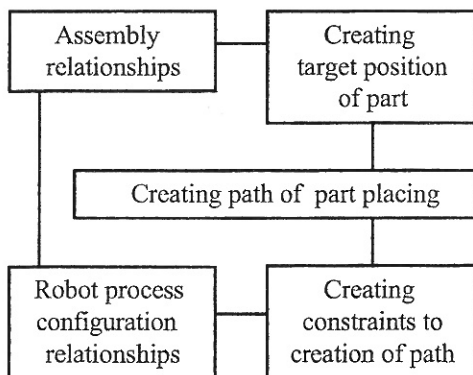 Assembly
relationships
Creating
target position
of part
Creating path of part placing
Robot process
configuration
relationships
Creating
constraints to
creation of path